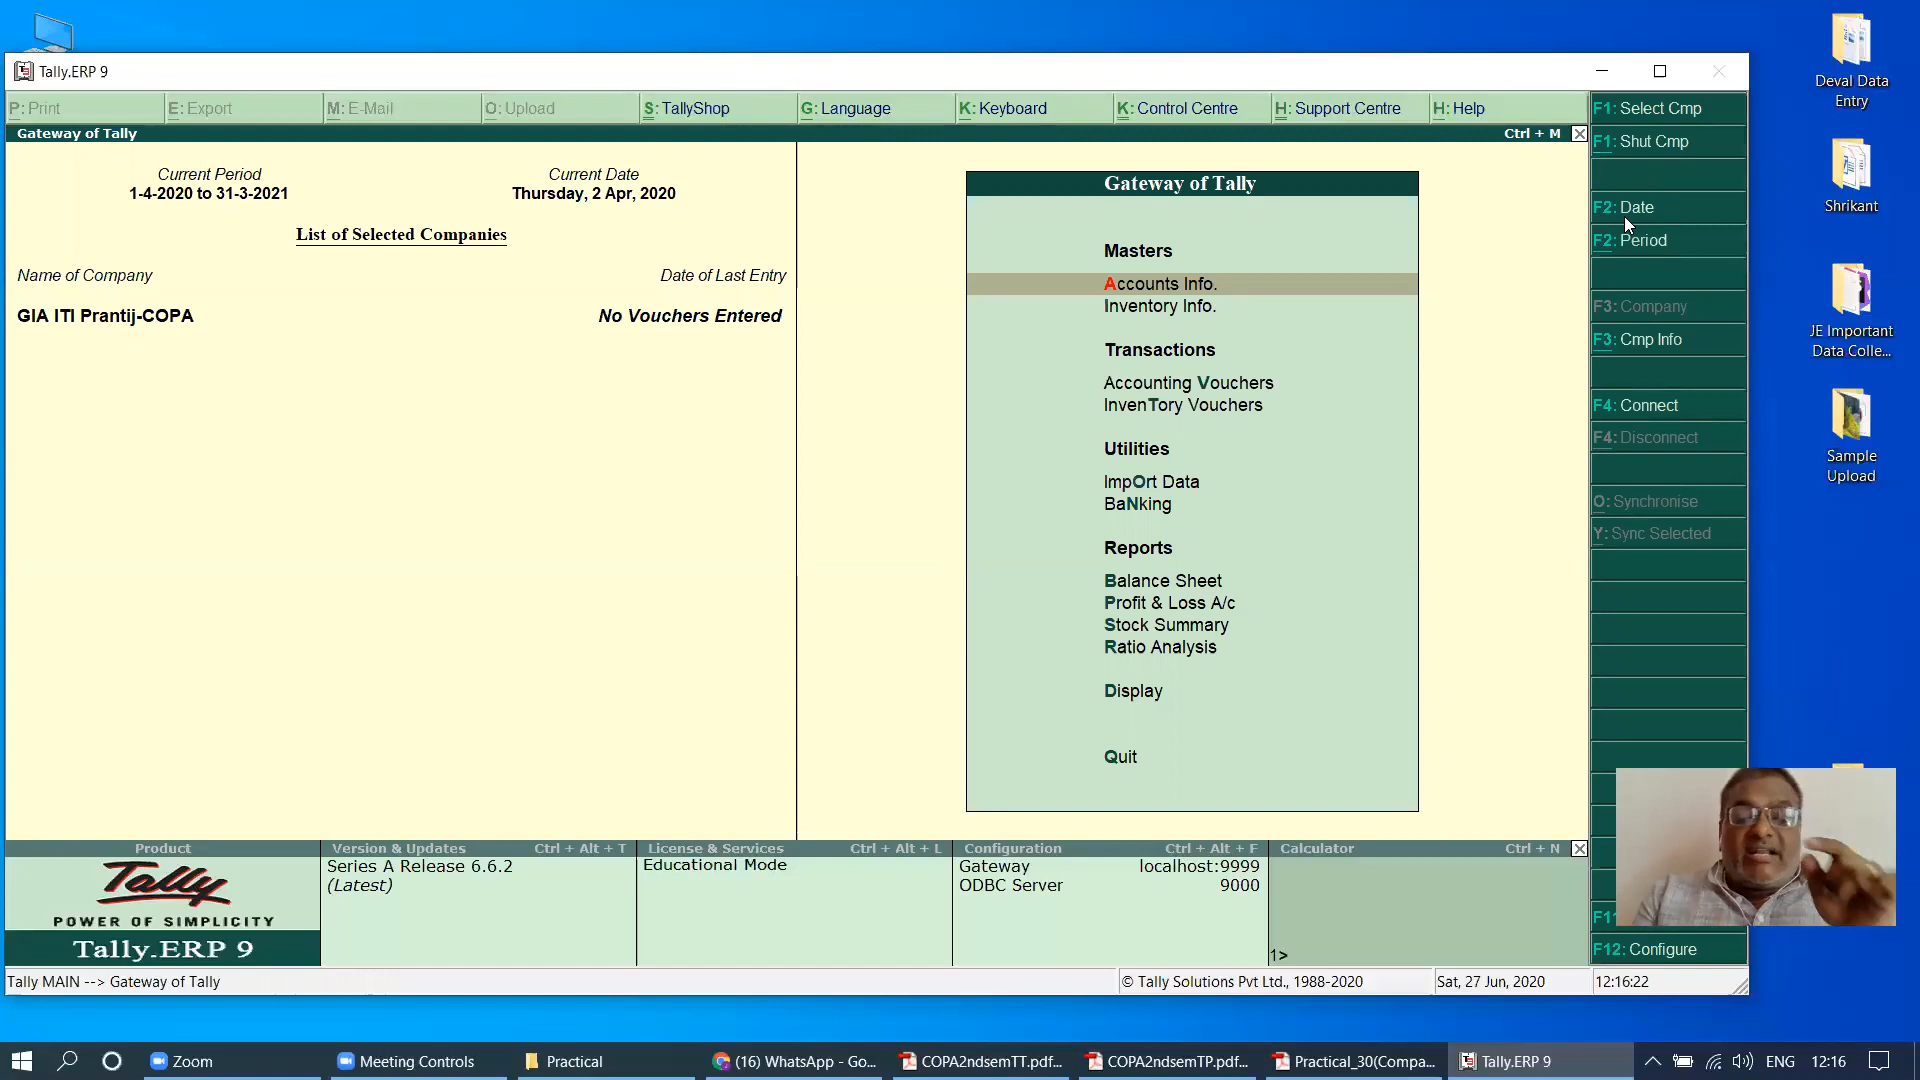 Tally.ERP 9
P: Print
E: Export
M: E-Mail
O: Upload
S: TallyShop
G: Language
K: Keyboard
K: Control Centre
H: Support Centre
H: Help
Gateway of Tally
Ctrl + M
Current Period
1-4-2020 to 31-3-2021
Current Date
Thursday, 2 Apr, 2020
List of Selected Companies
Name of Company
Date of Last Entry
GIA ITI Prantij-COPA
No Vouchers Entered
Gateway of Tally
Masters
Accounts Info.
Inventory Info.
Transactions
Accounting Vouchers
InvenTory Vouchers
Utilities
ImpOrt Data
BaNking
Reports
Balance Sheet
Profit & Loss A/c
Stock Summary
Ratio Analysis
Display
Quit
F1: Select Cmp
F1: Shut Cmp
F2: Date
F2: Period
F3: Company
F3: Cmp Info
F4: Connect
F4: Disconnect
O: Synchronise
Y: Sync Selected
F11
F12: Configure
Product
Tally
POWER OF SIMPLICITY
Tally.ERP 9
Version & Updates
Ctrl + Alt + T
Series A Release 6.6.2
(Latest)
License & Services
Ctrl + Alt + L
Educational Mode
Configuration
Ctrl + Alt + F
Gateway
localhost:9999
ODBC Server
9000
Calculator
Ctrl + N
1>
Tally MAIN --> Gateway of Tally
© Tally Solutions Pvt Ltd., 1988-2020
Sat, 27 Jun, 2020
12:16:22
Deval Data
Entry
Shrikant
JE Important
Data Colle...
Sample
Upload
Zoom
Meeting Controls
Practical
(16) WhatsApp - Go...
COPA2ndsemTT.pdf...
COPA2ndsemTP.pdf...
Practical_30(Compa...
Tally.ERP 9
ENG
12:16